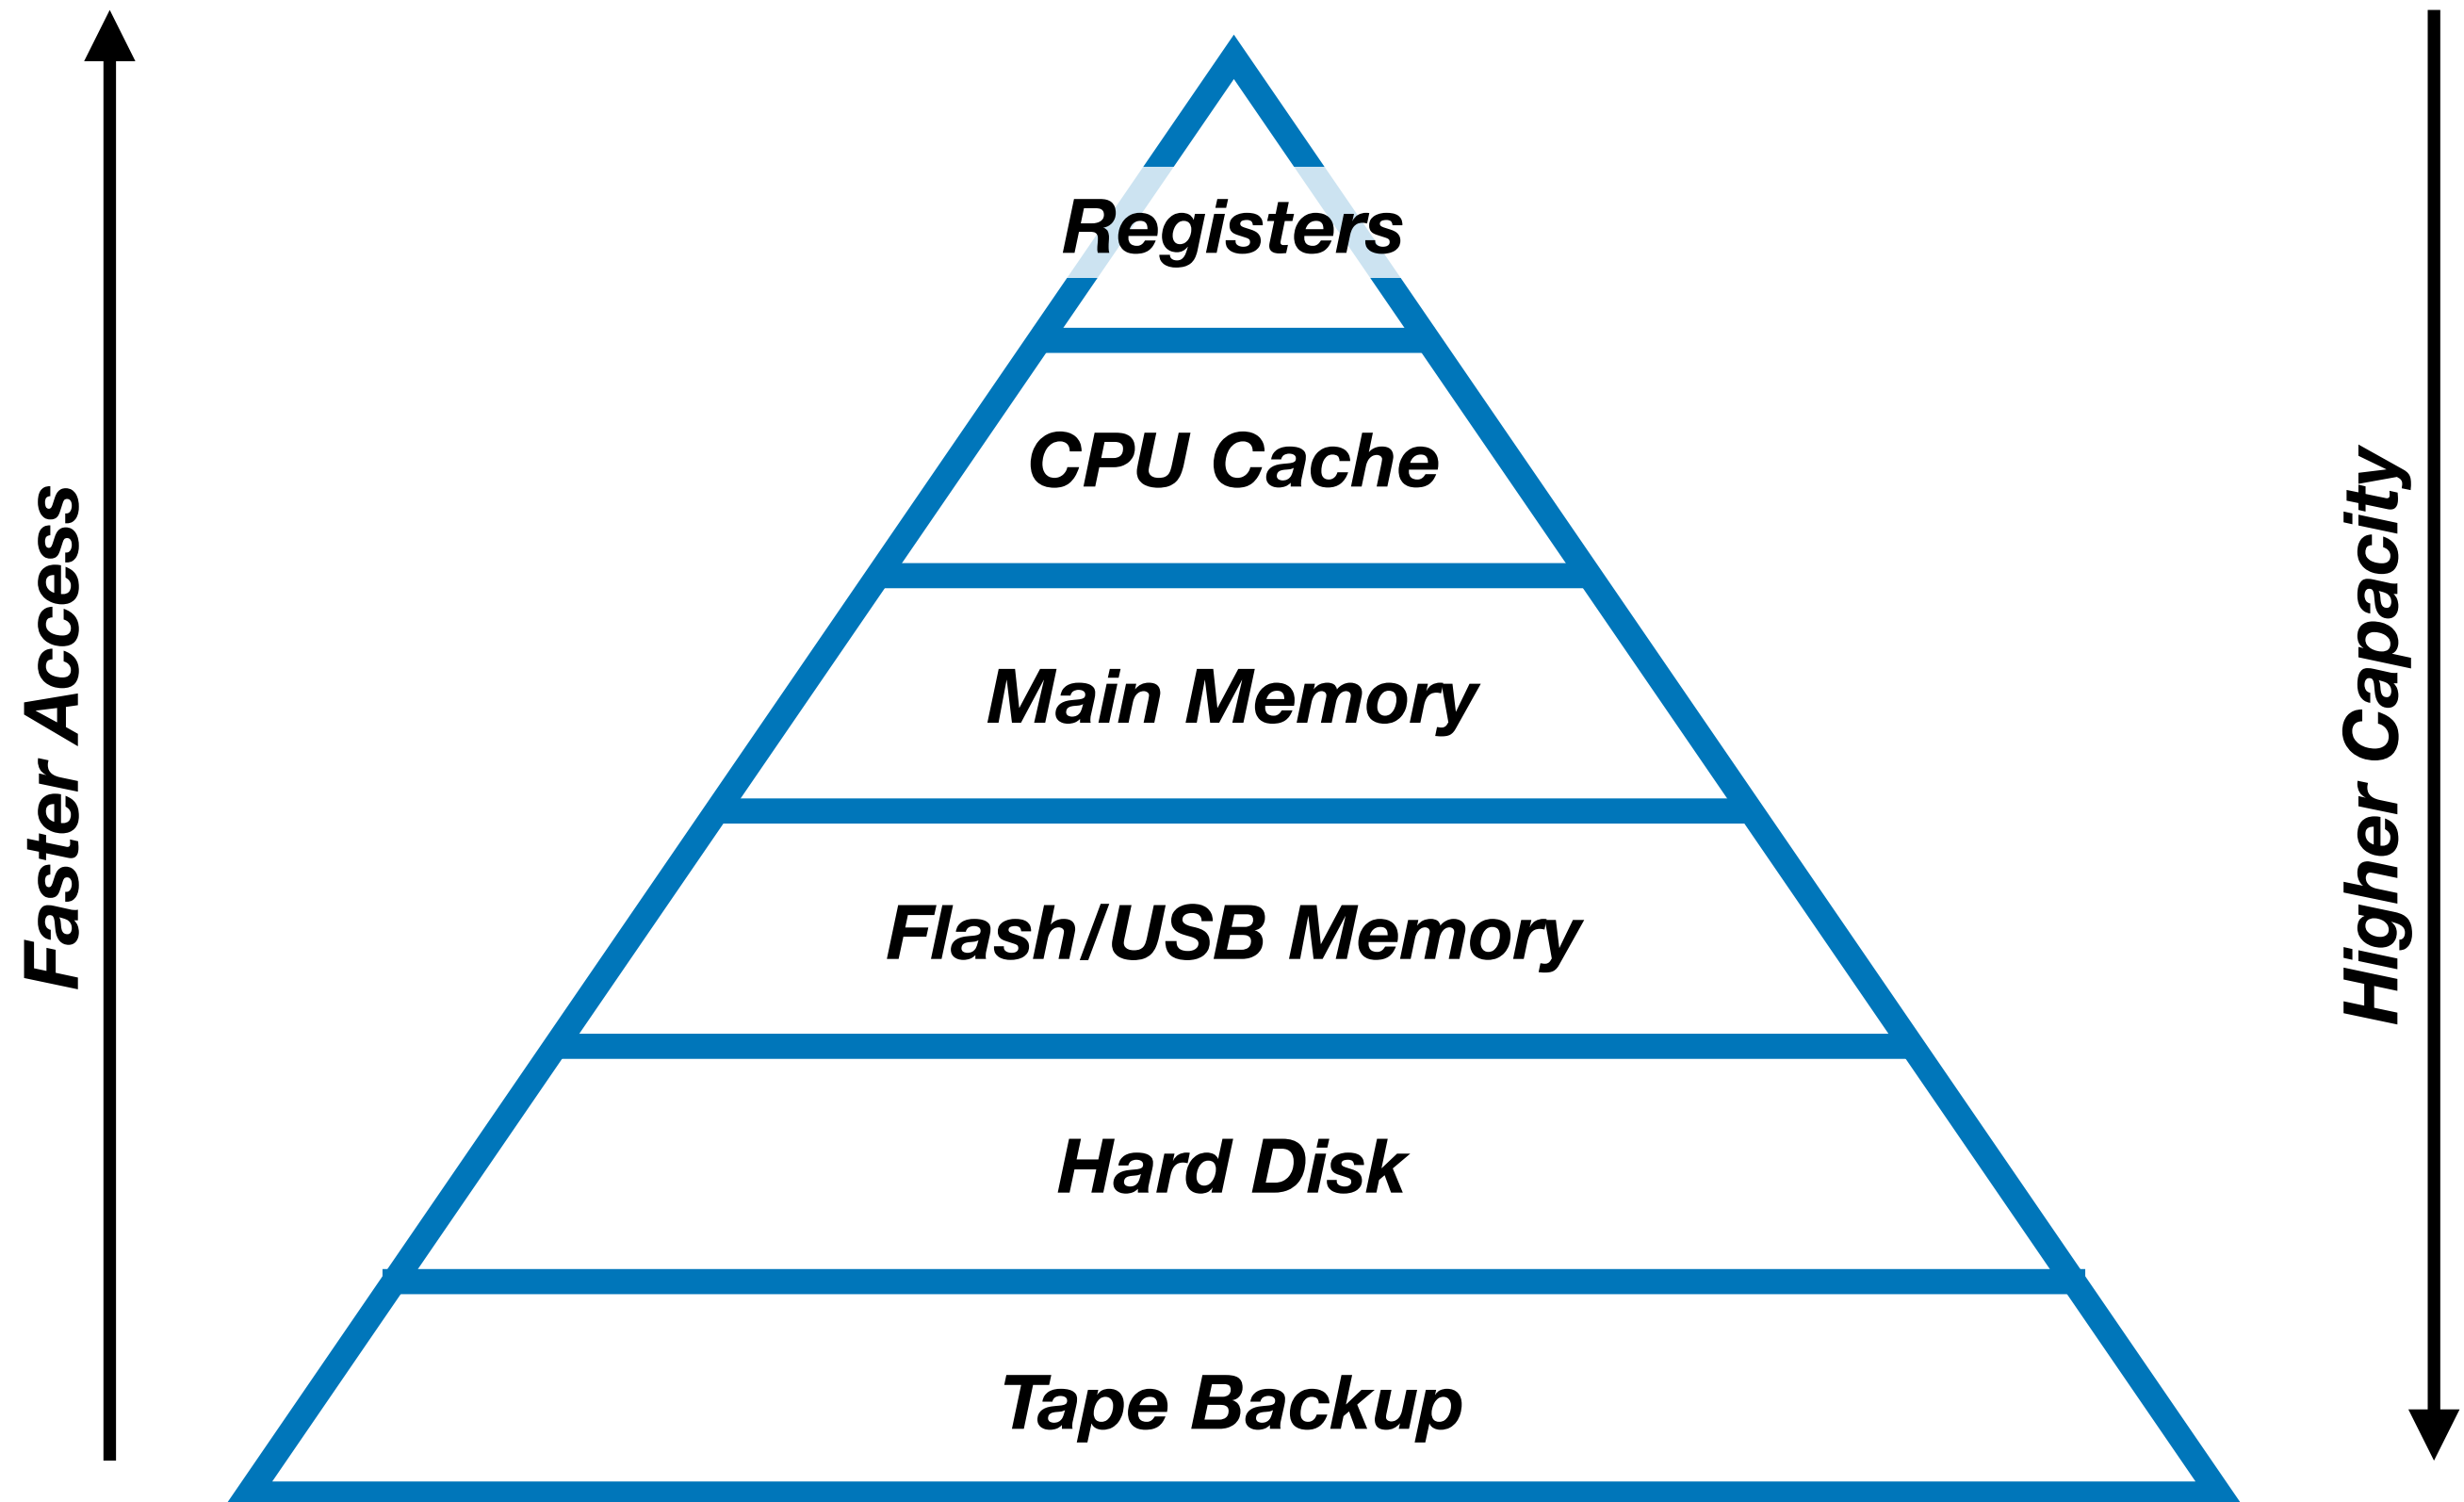 Faster Access
Registers
CPU Cache
Main Memory
Flash/USB Memory
Hard Disk
Tape Backup
Higher Capacity